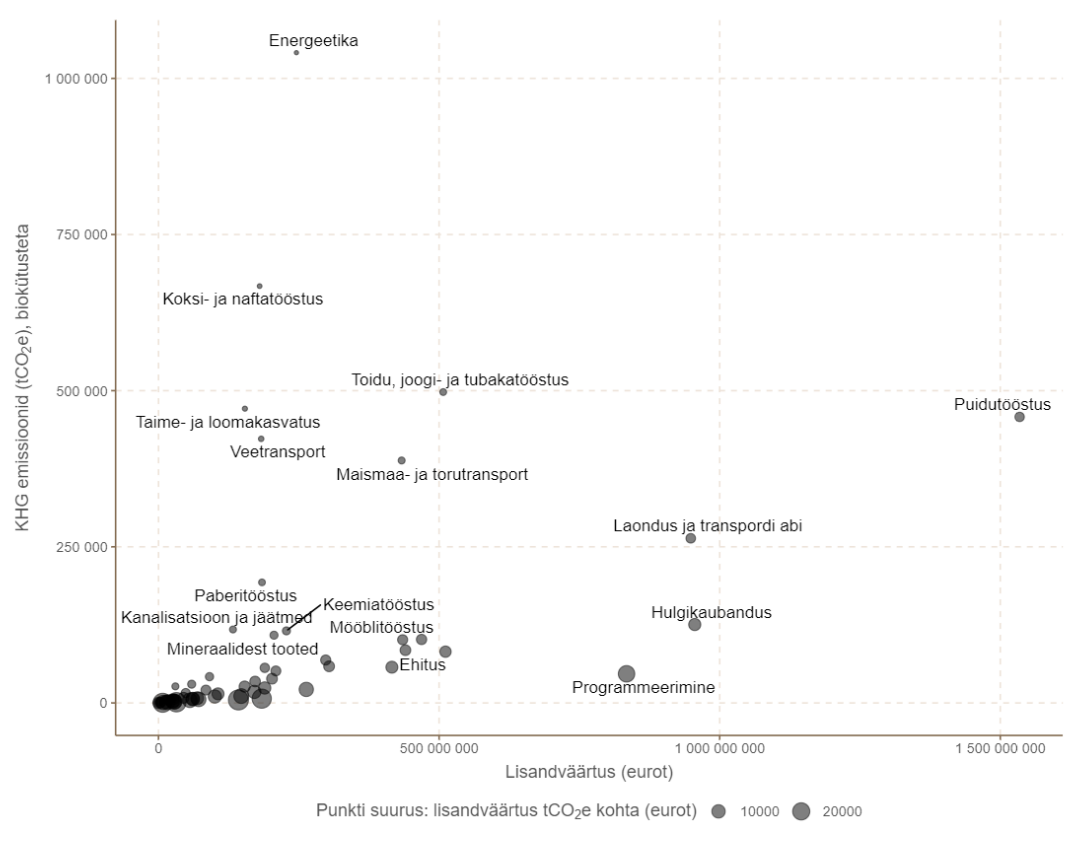 Energeetika
1 000 000
750 000
Koksi- ja naftatööstus
Toidu, joogi- ja tubakatööstus
500 000
Puidutööstus
Taime- ja loomakasvatus
Veetransport
Maismaa- ja torutransport
Laondus ja transpordi abi
250 000
Paberitööstus
Keemiatööstus
Kanalisatsioon ja jäätmed
Hulgikaubandus
Mööblitööstus
Mineraalidest tooted
Ehitus
Programmeerimine
0
KHG emissioonid (tCO₂e), biokütusteta
0
500 000 000
1 000 000 000
1 500 000 000
Lisandväärtus (eurot)
Punkti suurus: lisandväärtus tCO₂e kohta (eurot) 10000 20000